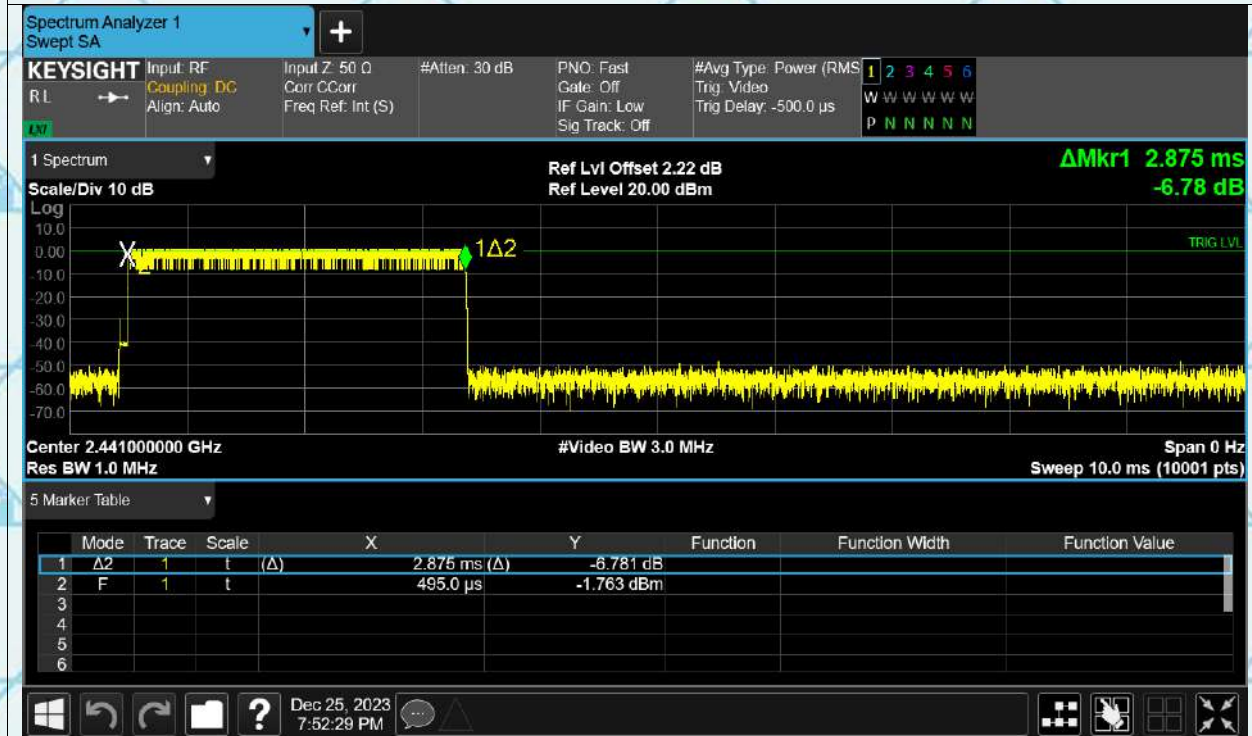 Spectrum Analyzer 1
Swept SA
+
KEYSIGHT
RL
LXI
Input: RF
Coupling: DC
Align: Auto
Input Z: 50 Ω
Corr CCorr
Freq Ref: Int (S)
#Atten: 30 dB
PNO: Fast
Gate: Off
IF Gain: Low
Sig Track: Off
#Avg Type: Power (RMS
Trig: Video
Trig Delay: -500.0 µs
1 2 3 4 5 6
W W W W W W
P N N N N N
1 Spectrum
Scale/Div 10 dB
Ref Lvl Offset 2.22 dB
Ref Level 20.00 dBm
ΔMkr1 2.875 ms
-6.78 dB
Log
10.0
0.00
-10.0
-20.0
-30.0
-40.0
-50.0
-60.0
-70.0
X
2
1Δ2
TRIG LVL
Center 2.441000000 GHz
Res BW 1.0 MHz
#Video BW 3.0 MHz
Span 0 Hz
Sweep 10.0 ms (10001 pts)
5 Marker Table
Mode Trace Scale X Y Function Function Width Function Value
1 Δ2 1 t (Δ) 2.875 ms (Δ) -6.781 dB
2 F 1 t 495.0 µs -1.763 dBm
3
4
5
6
?
Dec 25, 2023
7:52:29 PM